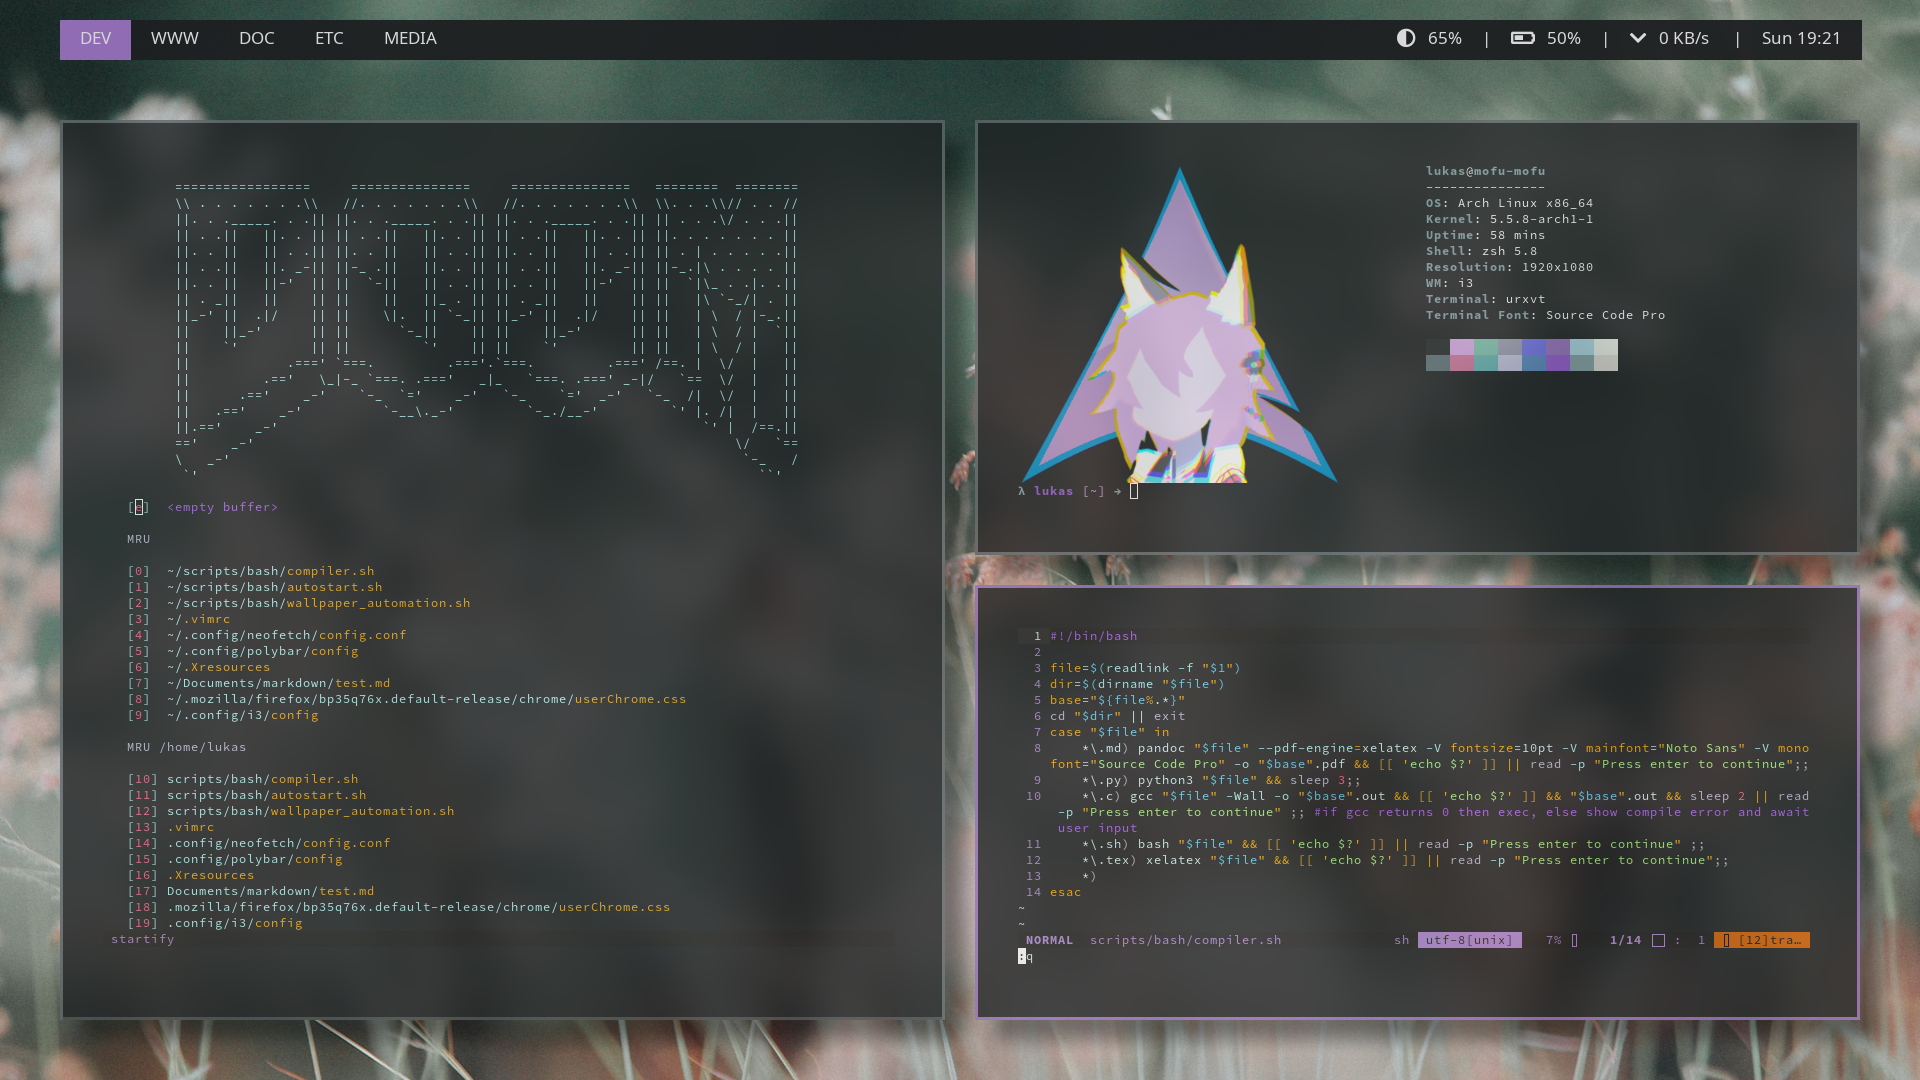 DEV WWW DOC ETC MEDIA 65% | 50% | 0 KB/s | Sun 19:21
[e] <empty buffer>
MRU
[0] ~/scripts/bash/compiler.sh
[1] ~/scripts/bash/autostart.sh
[2] ~/scripts/bash/wallpaper_automation.sh
[3] ~/.vimrc
[4] ~/.config/neofetch/config.conf
[5] ~/.config/polybar/config
[6] ~/.Xresources
[7] ~/Documents/markdown/test.md
[8] ~/.mozilla/firefox/bp35q76x.default-release/chrome/userChrome.css
[9] ~/.config/i3/config
MRU /home/lukas
[10] scripts/bash/compiler.sh
[11] scripts/bash/autostart.sh
[12] scripts/bash/wallpaper_automation.sh
[13] .vimrc
[14] .config/neofetch/config.conf
[15] .config/polybar/config
[16] .Xresources
[17] Documents/markdown/test.md
[18] .mozilla/firefox/bp35q76x.default-release/chrome/userChrome.css
[19] .config/i3/config
startify
lukas@mofu-mofu
---------------
OS: Arch Linux x86_64
Kernel: 5.5.8-arch1-1
Uptime: 58 mins
Shell: zsh 5.8
Resolution: 1920x1080
WM: i3
Terminal: urxvt
Terminal Font: Source Code Pro
λ lukas [~] →
1 #!/bin/bash
2
3 file=$(readlink -f "$1")
4 dir=$(dirname "$file")
5 base="${file%.*}"
6 cd "$dir" || exit
7 case "$file" in
8 *\.md) pandoc "$file" --pdf-engine=xelatex -V fontsize=10pt -V mainfont="Noto Sans" -V mono
font="Source Code Pro" -o "$base".pdf && [[ 'echo $?' ]] || read -p "Press enter to continue";;
9 *\.py) python3 "$file" && sleep 3;;
10 *\.c) gcc "$file" -Wall -o "$base".out && [[ 'echo $?' ]] && "$base".out && sleep 2 || read
-p "Press enter to continue" ;; #if gcc returns 0 then exec, else show compile error and await
user input
11 *\.sh) bash "$file" && [[ 'echo $?' ]] || read -p "Press enter to continue" ;;
12 *\.tex) xelatex "$file" && [[ 'echo $?' ]] || read -p "Press enter to continue";;
13 *)
14 esac
~
~
NORMAL scripts/bash/compiler.sh sh utf-8[unix] 7% 1/14 : 1 [12]tra…
:q